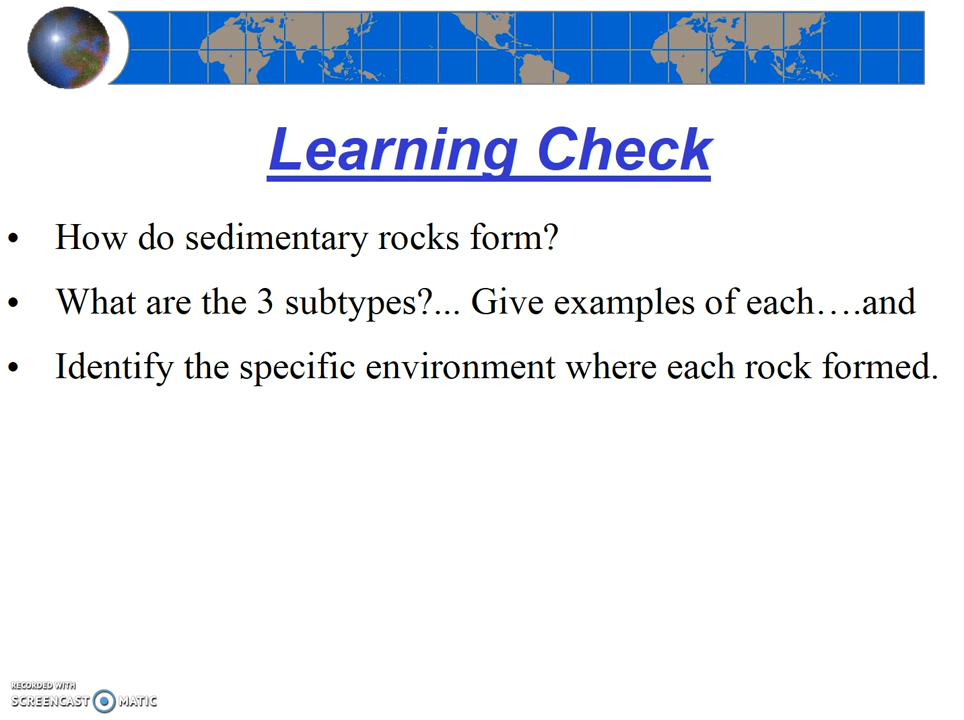 Learning Check
• How do sedimentary rocks form?
• What are the 3 subtypes?... Give examples of each….and
• Identify the specific environment where each rock formed.
RECORDED WITH
SCREENCAST MATIC